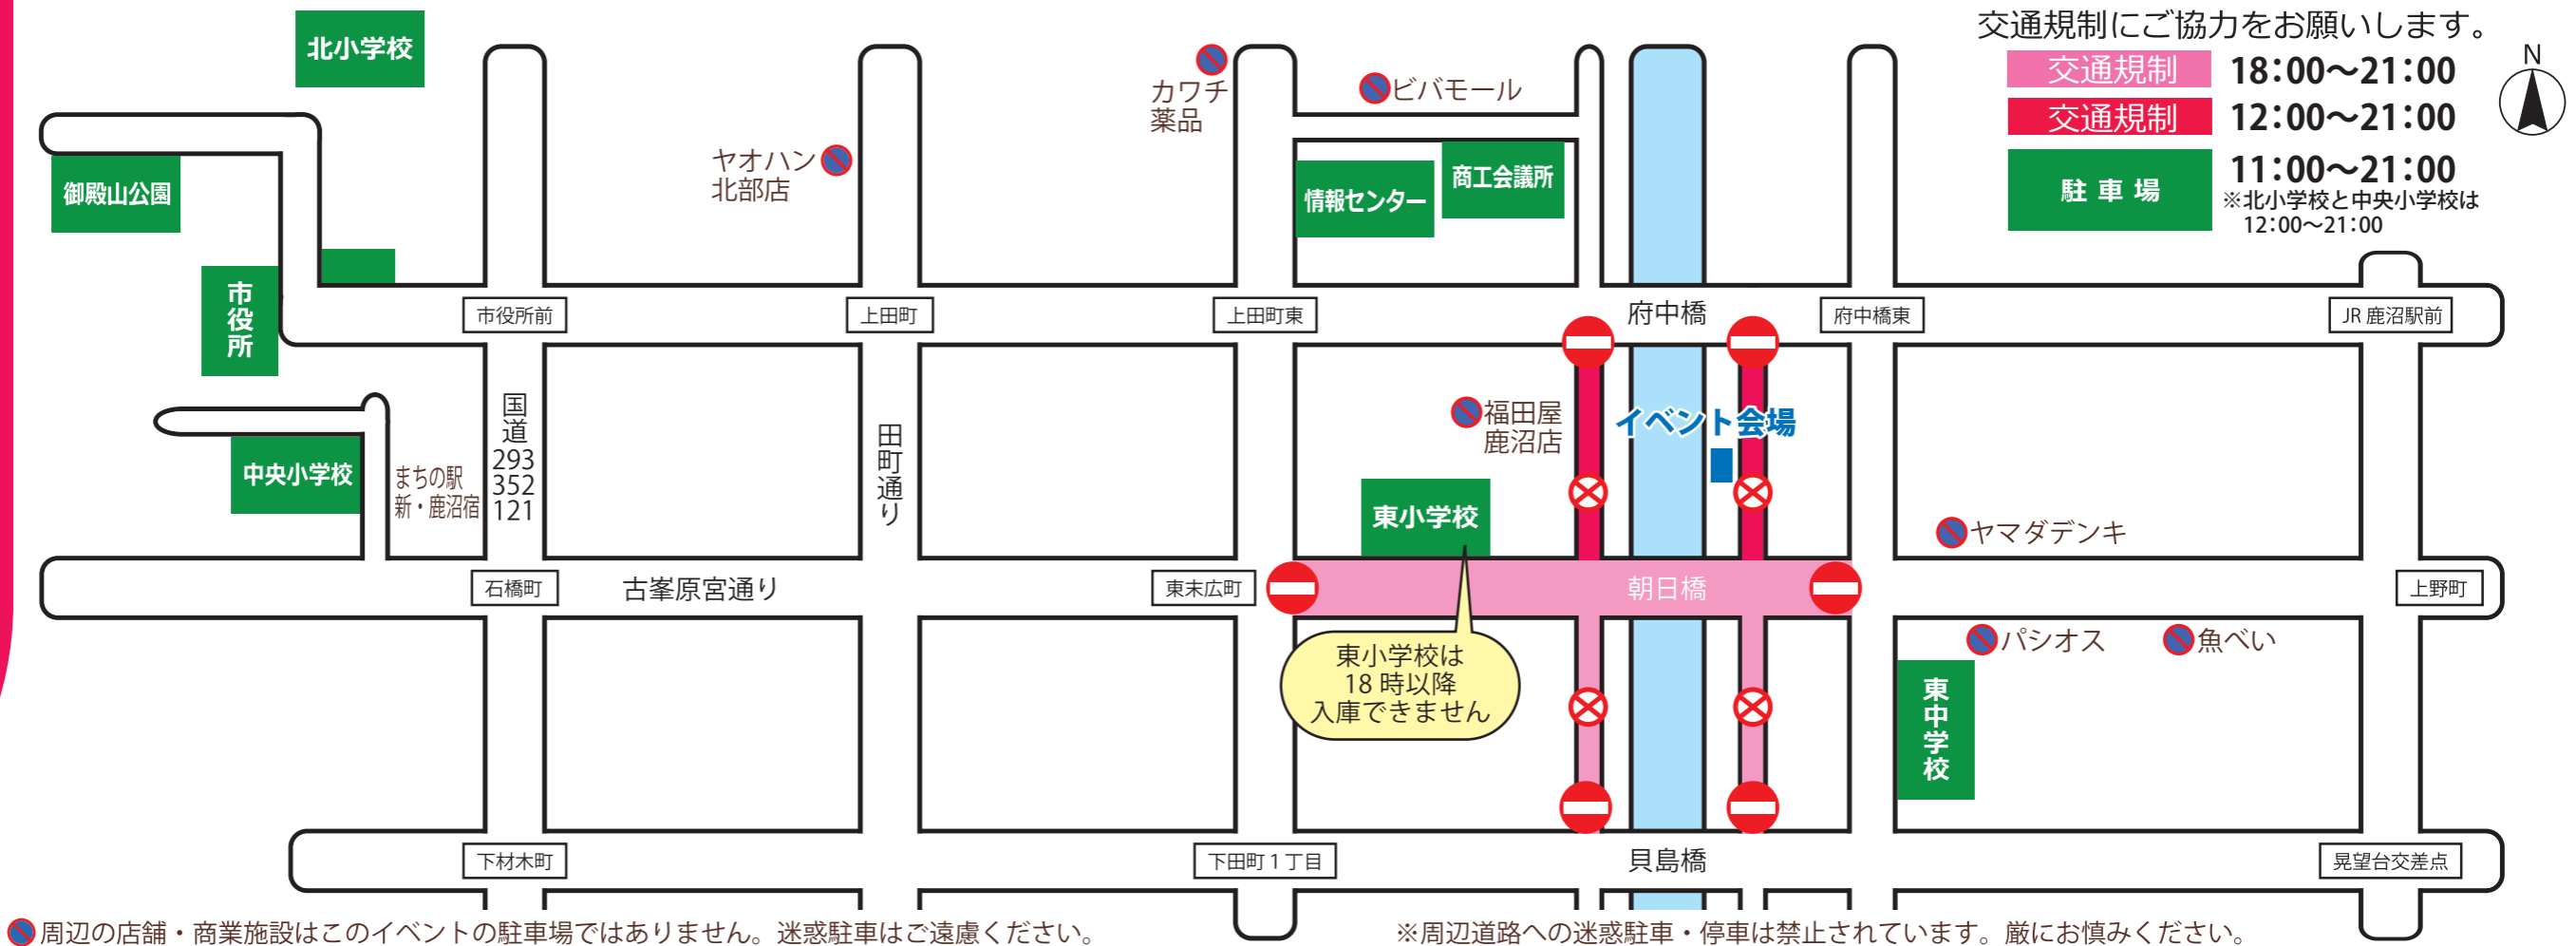 交通規制にご協力をお願いします。
交通規制 18：00〜21：00
交通規制 12：00〜21：00
駐車場 11：00〜21：00
※北小学校と中央小学校は
12：00〜21：00
N
北小学校
御殿山公園
市役所
中央小学校
まちの駅
新・鹿沼宿
ヤオハン
北部店
カワチ
薬品
ビバモール
情報センター
商工会議所
市役所前
上田町
上田町東
府中橋
府中橋東
JR 鹿沼駅前
国道
293
352
121
田町通り
福田屋
鹿沼店
イベント会場
東小学校
ヤマダデンキ
石橋町
古峯原宮通り
東末広町
朝日橋
上野町
東小学校は
18 時以降
入庫できません
パシオス
魚べい
東中学校
下材木町
下田町 1 丁目
貝島橋
晃望台交差点
周辺の店舗・商業施設はこのイベントの駐車場ではありません。迷惑駐車はご遠慮ください。
※周辺道路への迷惑駐車・停車は禁止されています。厳にお慎みください。